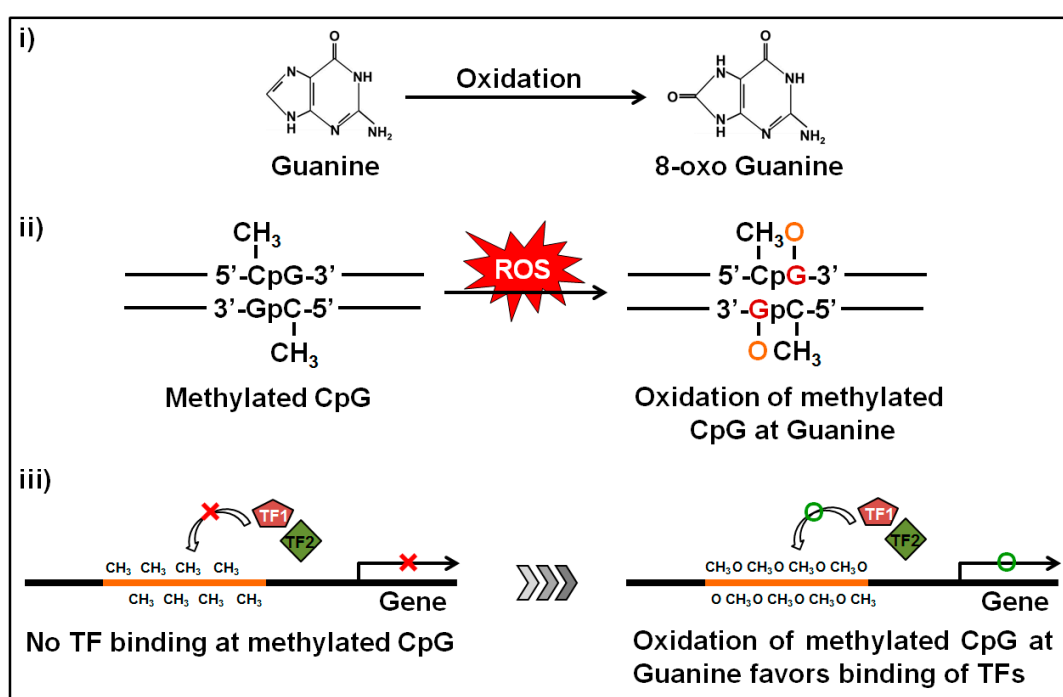 i)
O
N
NH
N
H
N
NH₂
Guanine
Oxidation
O
H
N
NH
O
N
H
N
NH₂
8-oxo Guanine
ii)
CH₃
5’-CpG-3’
3’-GpC-5’
CH₃
Methylated CpG
ROS
CH₃ O
5’-CpG-3’
3’-GpC-5’
O CH₃
Oxidation of methylated
CpG at Guanine
iii)
TF1
TF2
CH₃ CH₃ CH₃ CH₃
CH₃ CH₃ CH₃ CH₃
Gene
No TF binding at methylated CpG
TF1
TF2
CH₃O CH₃O CH₃O CH₃O
O CH₃O CH₃O CH₃O CH₃
Gene
Oxidation of methylated CpG at
Guanine favors binding of TFs